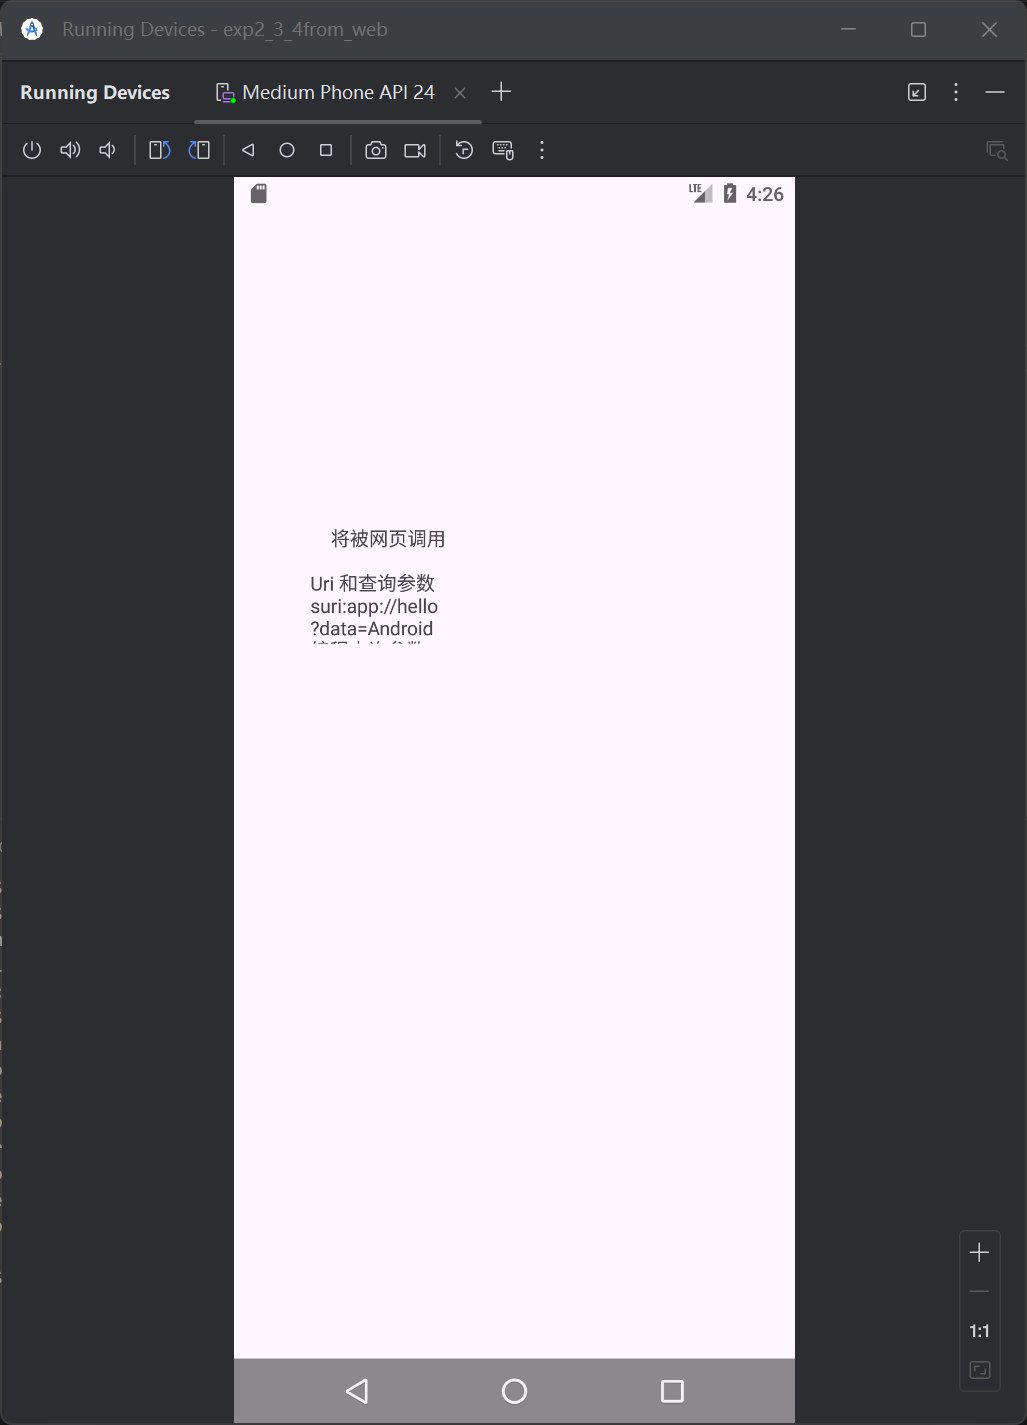 Running Devices - exp2_3_4from_web
Running Devices
Medium Phone API 24
LTE
4:26
将被网页调用
Uri 和查询参数
suri:app://hello
?data=Android
1:1